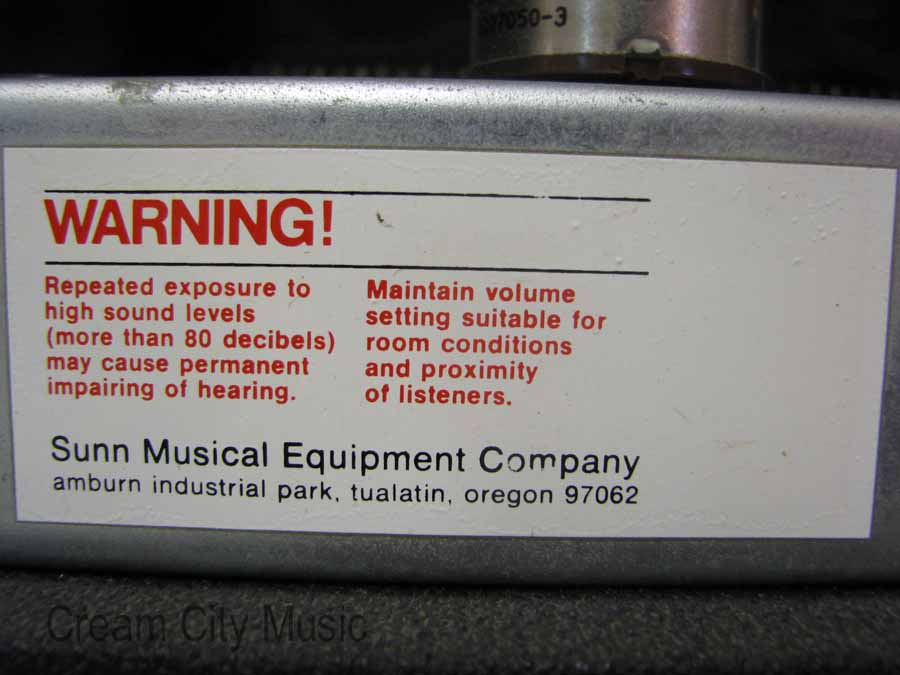 07050-3
WARNING!
Repeated exposure to
high sound levels
(more than 80 decibels)
may cause permanent
impairing of hearing.
Maintain volume
setting suitable for
room conditions
and proximity
of listeners.
Sunn Musical Equipment Company
amburn industrial park, tualatin, oregon 97062
Cream City Music